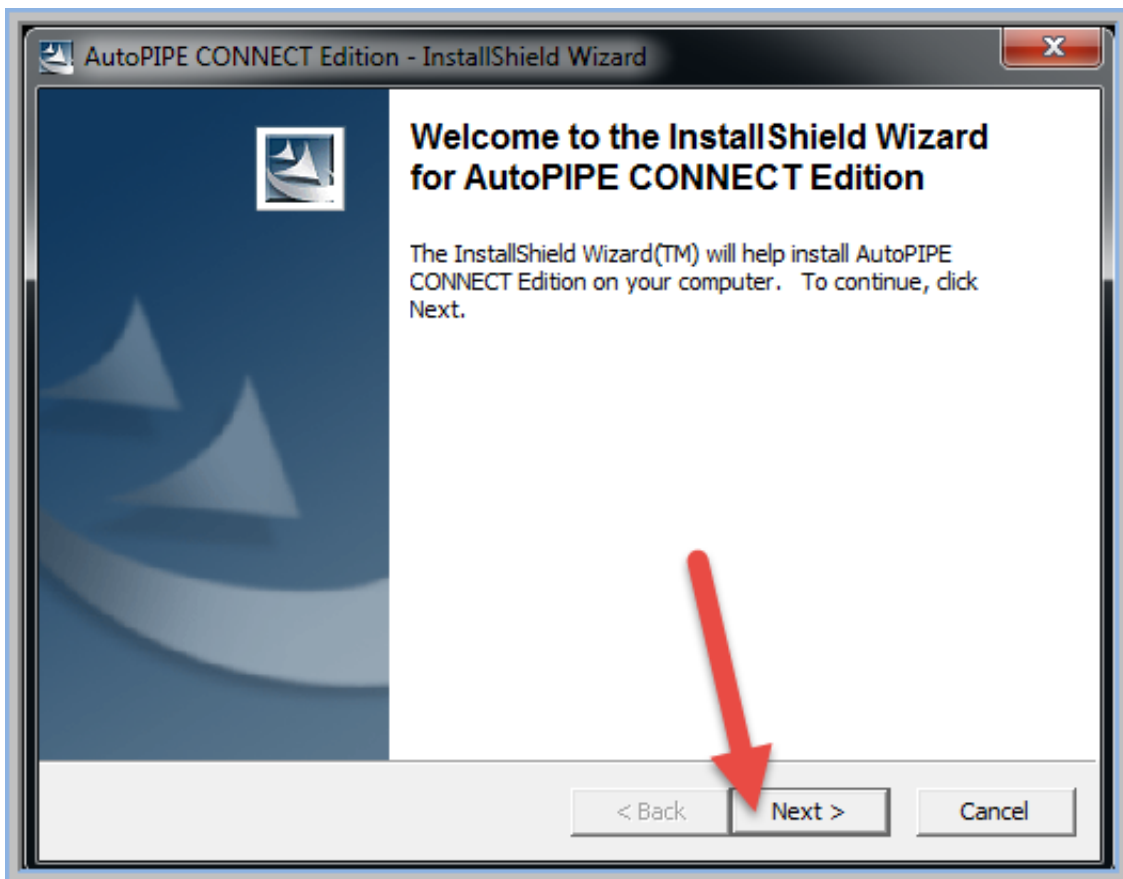 AutoPIPE CONNECT Edition - InstallShield Wizard
Welcome to the InstallShield Wizard
for AutoPIPE CONNECT Edition
The InstallShield Wizard(TM) will help install AutoPIPE
CONNECT Edition on your computer.   To continue, click
Next.
< Back Next > Cancel